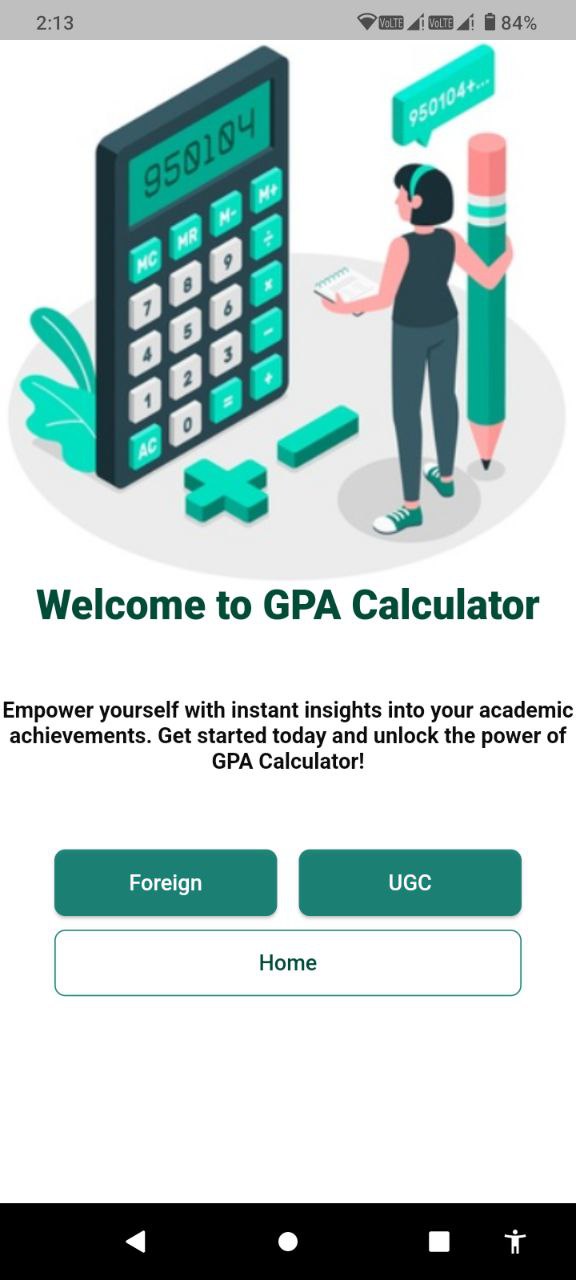 2:13
VoLTE
VoLTE
84%
950104+...
950104
MC MR M- M+
7 8 9 ÷
4 5 6 x
1 2 3 −
AC 0 = +
Welcome to GPA Calculator
Empower yourself with instant insights into your academic
achievements. Get started today and unlock the power of
GPA Calculator!
Foreign
UGC
Home